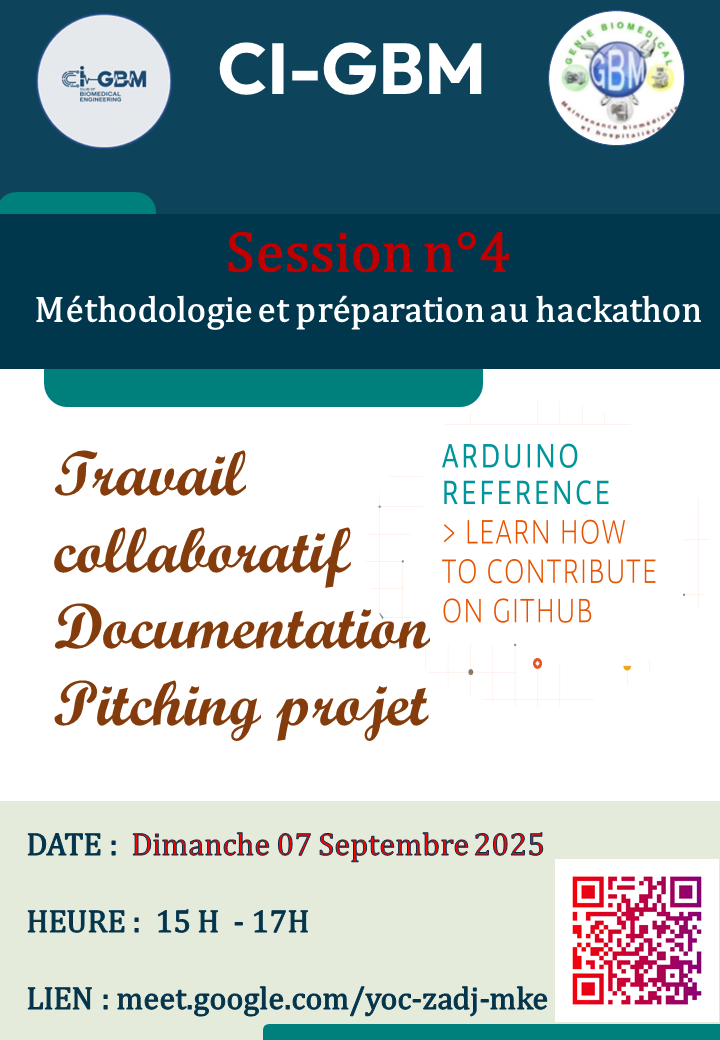 Ci-GBM
CLUB OF
BIOMEDICAL
ENGINEERING
CI-GBM
GENIE BIOMEDICAL
GBM
Maintenance biomédicale
et hospitalière
Session n°4
Méthodologie et préparation au hackathon
Travail
collaboratif
Documentation
Pitching projet
ARDUINO
REFERENCE
> LEARN HOW
TO CONTRIBUTE
ON GITHUB
DATE : Dimanche 07 Septembre 2025
HEURE : 15 H - 17H
LIEN : meet.google.com/yoc-zadj-mke